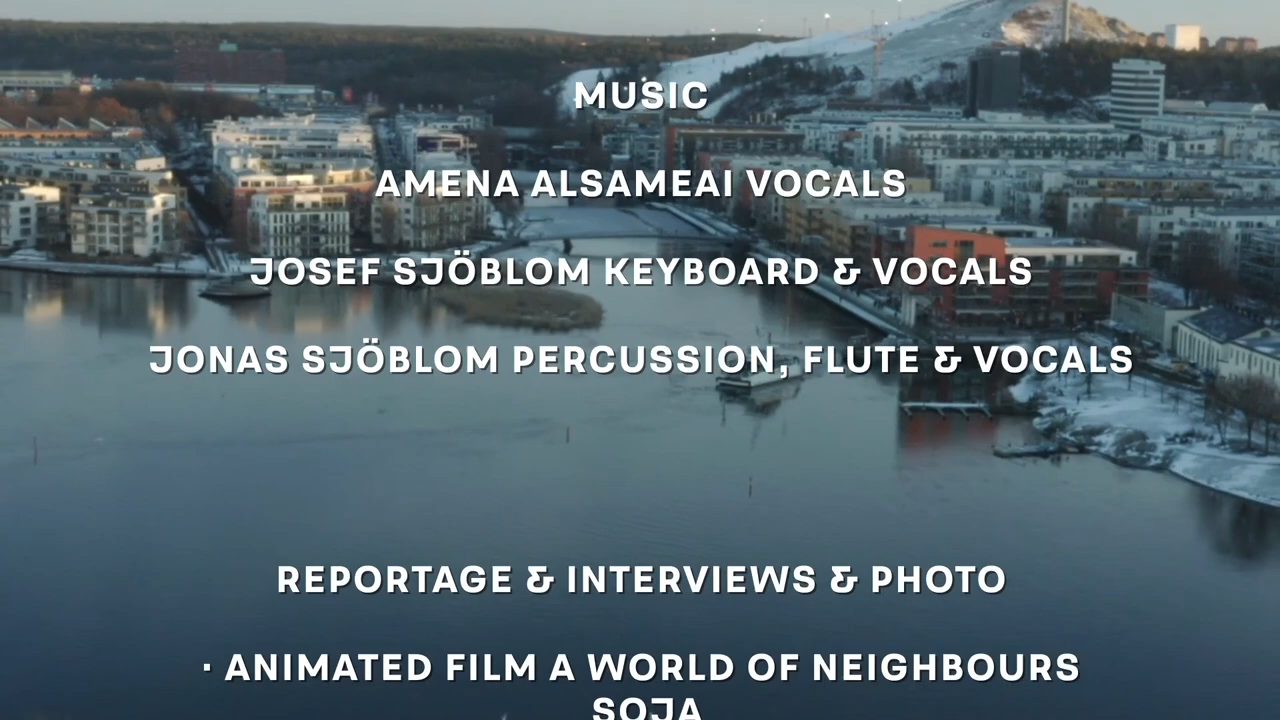 MUSIC
AMENA ALSAMEAI VOCALS
JOSEF SJÖBLOM KEYBOARD & VOCALS
JONAS SJÖBLOM PERCUSSION, FLUTE & VOCALS
REPORTAGE & INTERVIEWS & PHOTO
· ANIMATED FILM A WORLD OF NEIGHBOURS
SOJA